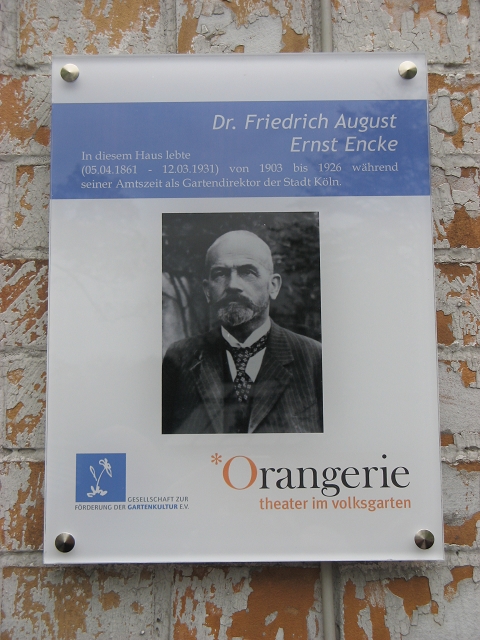 Dr. Friedrich August
Ernst Encke
In diesem Haus lebte
(05.04.1861 - 12.03.1931) von 1903 bis 1926 während
seiner Amtszeit als Gartendirektor der Stadt Köln.
GESELLSCHAFT ZUR
FÖRDERUNG DER GARTENKULTUR E.V.
*Orangerie
theater im volksgarten